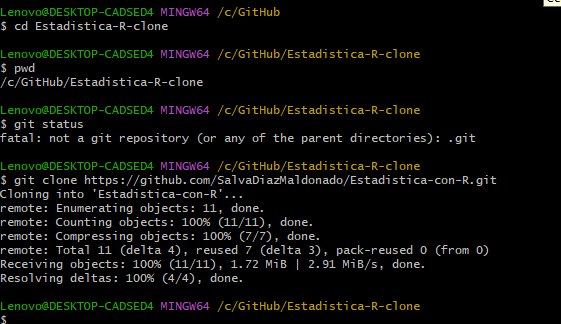 Lenovo@DESKTOP-CADSED4 MINGW64 /c/GitHub
$ cd Estadistica-R-clone
Lenovo@DESKTOP-CADSED4 MINGW64 /c/GitHub/Estadistica-R-clone
$ pwd
/c/GitHub/Estadistica-R-clone
Lenovo@DESKTOP-CADSED4 MINGW64 /c/GitHub/Estadistica-R-clone
$ git status
fatal: not a git repository (or any of the parent directories): .git
Lenovo@DESKTOP-CADSED4 MINGW64 /c/GitHub/Estadistica-R-clone
$ git clone https://github.com/SalvaDiazMaldonado/Estadistica-con-R.git
Cloning into 'Estadistica-con-R'...
remote: Enumerating objects: 11, done.
remote: Counting objects: 100% (11/11), done.
remote: Compressing objects: 100% (7/7), done.
remote: Total 11 (delta 4), reused 7 (delta 3), pack-reused 0 (from 0)
Receiving objects: 100% (11/11), 1.72 MiB | 2.91 MiB/s, done.
Resolving deltas: 100% (4/4), done.
Lenovo@DESKTOP-CADSED4 MINGW64 /c/GitHub/Estadistica-R-clone
$